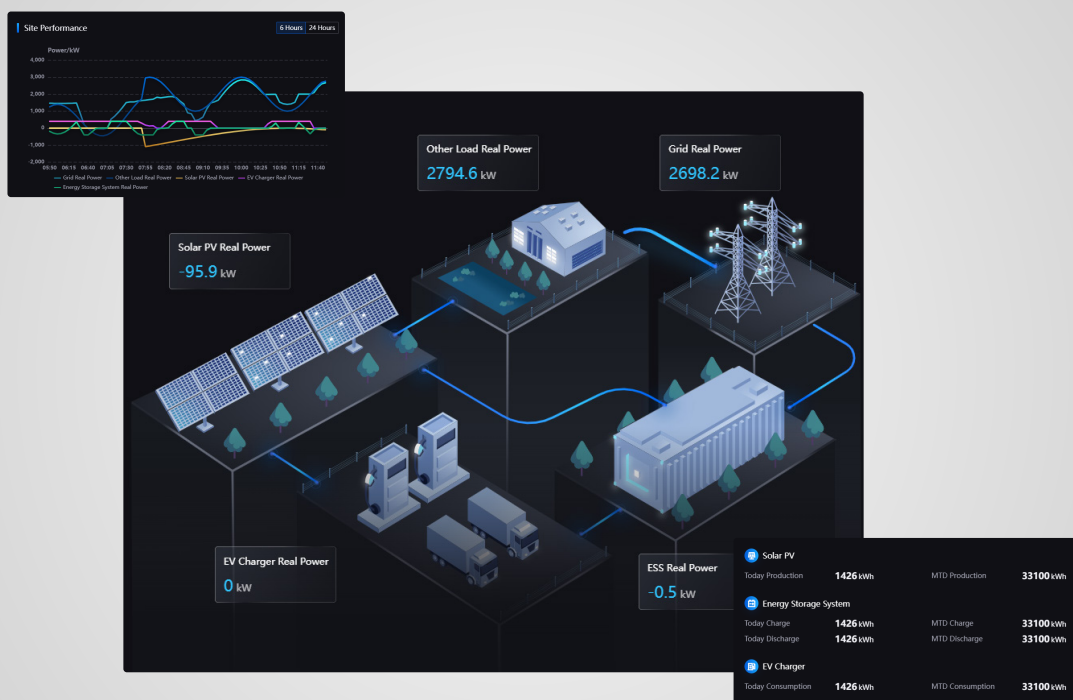 Site Performance
6 Hours 24 Hours
Power/kW
4,000
3,000
2,000
1,000
0
-1,000
-2,000
05:50 06:15 06:40 07:05 07:30 07:55 08:20 08:45 09:10 09:35 10:00 10:25 10:50 11:15 11:40
Grid Real Power Other Load Real Power Solar PV Real Power EV Charger Real Power
Energy Storage System Real Power
Other Load Real Power
2794.6 kW
Grid Real Power
2698.2 kW
Solar PV Real Power
-95.9 kW
EV Charger Real Power
0 kW
ESS Real Power
-0.5 kW
Solar PV
Today Production 1426 kWh MTD Production 33100 kWh
Energy Storage System
Today Charge 1426 kWh MTD Charge 33100 kWh
Today Discharge 1426 kWh MTD Discharge 33100 kWh
EV Charger
Today Consumption 1426 kWh MTD Consumption 33100 kWh